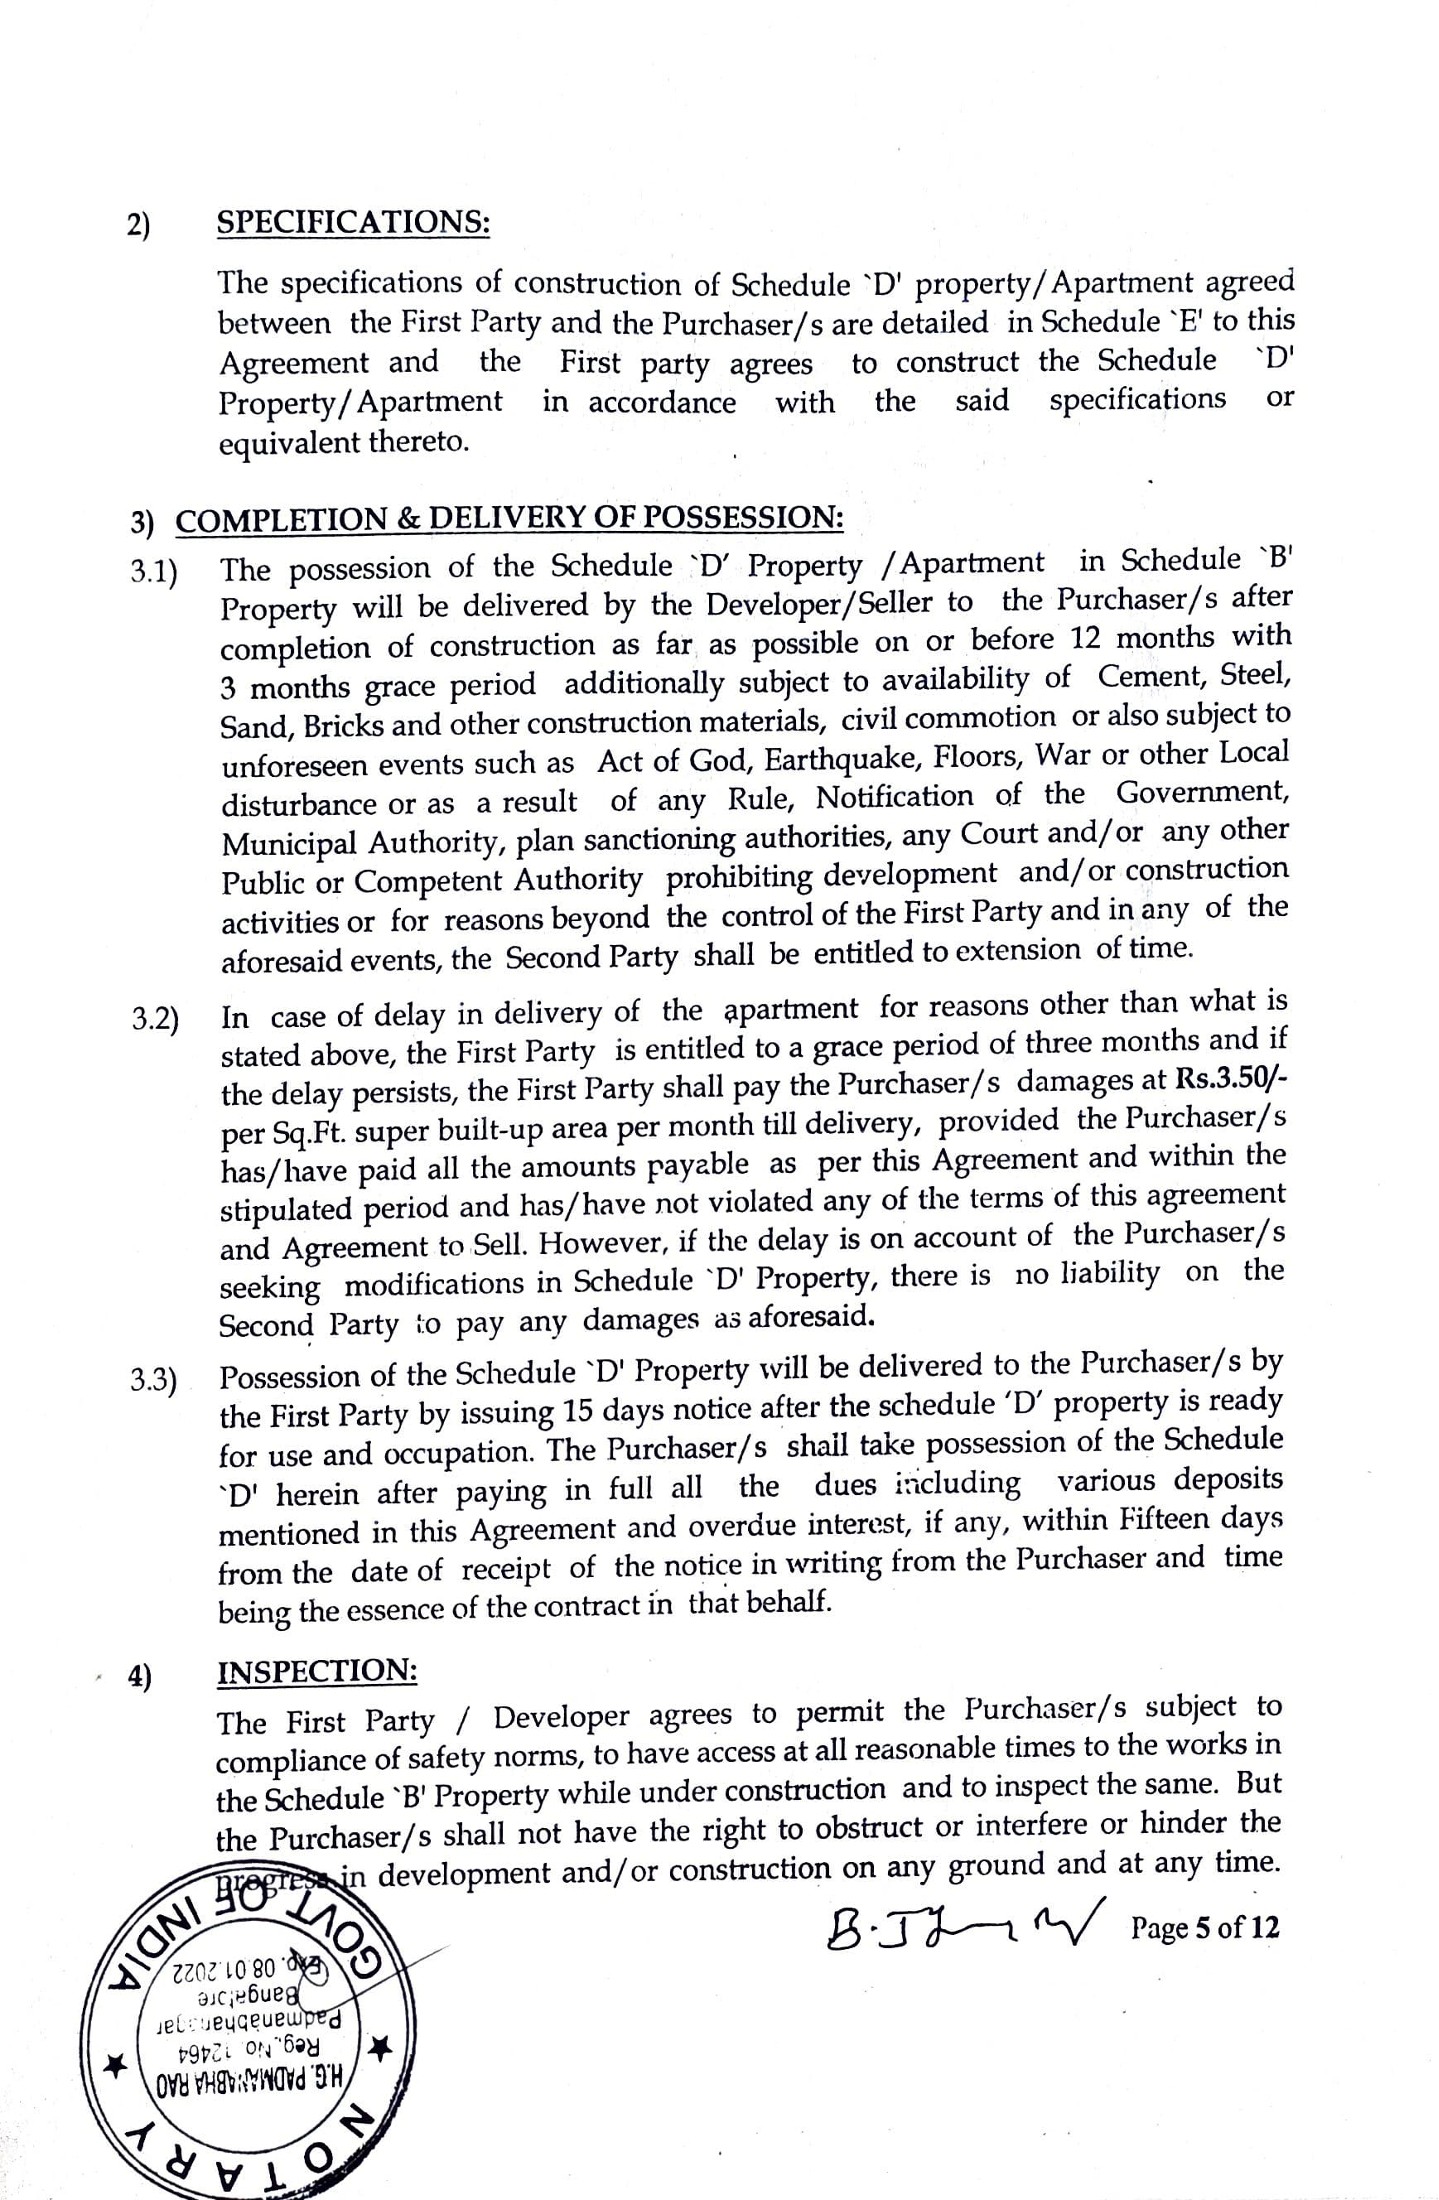 2) SPECIFICATIONS:
The specifications of construction of Schedule `D' property/Apartment agreed
between the First Party and the Purchaser/s are detailed in Schedule `E' to this
Agreement and the First party agrees to construct the Schedule `D'
Property/Apartment in accordance with the said specifications or
equivalent thereto.
3) COMPLETION & DELIVERY OF POSSESSION:
3.1) The possession of the Schedule `D' Property /Apartment in Schedule `B'
Property will be delivered by the Developer/Seller to the Purchaser/s after
completion of construction as far as possible on or before 12 months with
3 months grace period additionally subject to availability of Cement, Steel,
Sand, Bricks and other construction materials, civil commotion or also subject to
unforeseen events such as Act of God, Earthquake, Floors, War or other Local
disturbance or as a result of any Rule, Notification of the Government,
Municipal Authority, plan sanctioning authorities, any Court and/or any other
Public or Competent Authority prohibiting development and/or construction
activities or for reasons beyond the control of the First Party and in any of the
aforesaid events, the Second Party shall be entitled to extension of time.
3.2) In case of delay in delivery of the apartment for reasons other than what is
stated above, the First Party is entitled to a grace period of three months and if
the delay persists, the First Party shall pay the Purchaser/s damages at Rs.3.50/-
per Sq.Ft. super built-up area per month till delivery, provided the Purchaser/s
has/have paid all the amounts payable as per this Agreement and within the
stipulated period and has/have not violated any of the terms of this agreement
and Agreement to Sell. However, if the delay is on account of the Purchaser/s
seeking modifications in Schedule `D' Property, there is no liability on the
Second Party to pay any damages as aforesaid.
3.3) Possession of the Schedule `D' Property will be delivered to the Purchaser/s by
the First Party by issuing 15 days notice after the schedule 'D' property is ready
for use and occupation. The Purchaser/s shall take possession of the Schedule
`D' herein after paying in full all the dues including various deposits
mentioned in this Agreement and overdue interest, if any, within Fifteen days
from the date of receipt of the notice in writing from the Purchaser and time
being the essence of the contract in that behalf.
4) INSPECTION:
The First Party / Developer agrees to permit the Purchaser/s subject to
compliance of safety norms, to have access at all reasonable times to the works in
the Schedule `B' Property while under construction and to inspect the same. But
the Purchaser/s shall not have the right to obstruct or interfere or hinder the
progress in development and/or construction on any ground and at any time.
Page 5 of 12
NOTARY
GOVT OF INDIA
H.G. PADMANABHA RAO
Reg. No. 12464
Padmanabhanagar
Bangalore
Exp. 08.01.2022